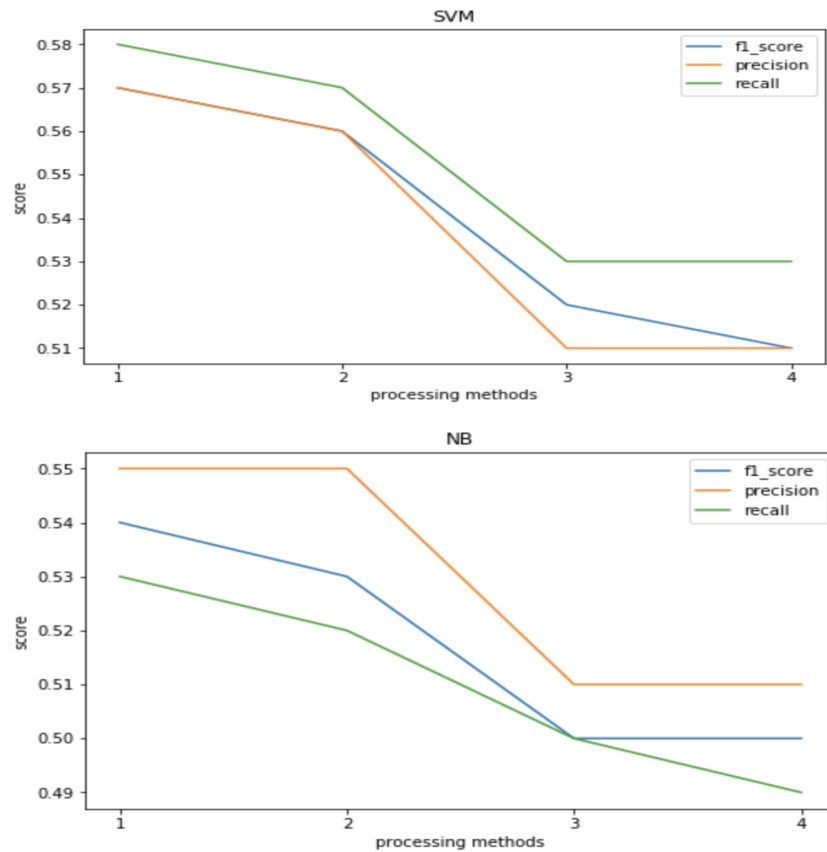 SVM
0.58
0.57
0.56
0.55
0.54
0.53
0.52
0.51
score
f1_score
precision
recall
1 2 3 4
processing methods
NB
0.55
0.54
0.53
0.52
0.51
0.50
0.49
score
f1_score
precision
recall
1 2 3 4
processing methods